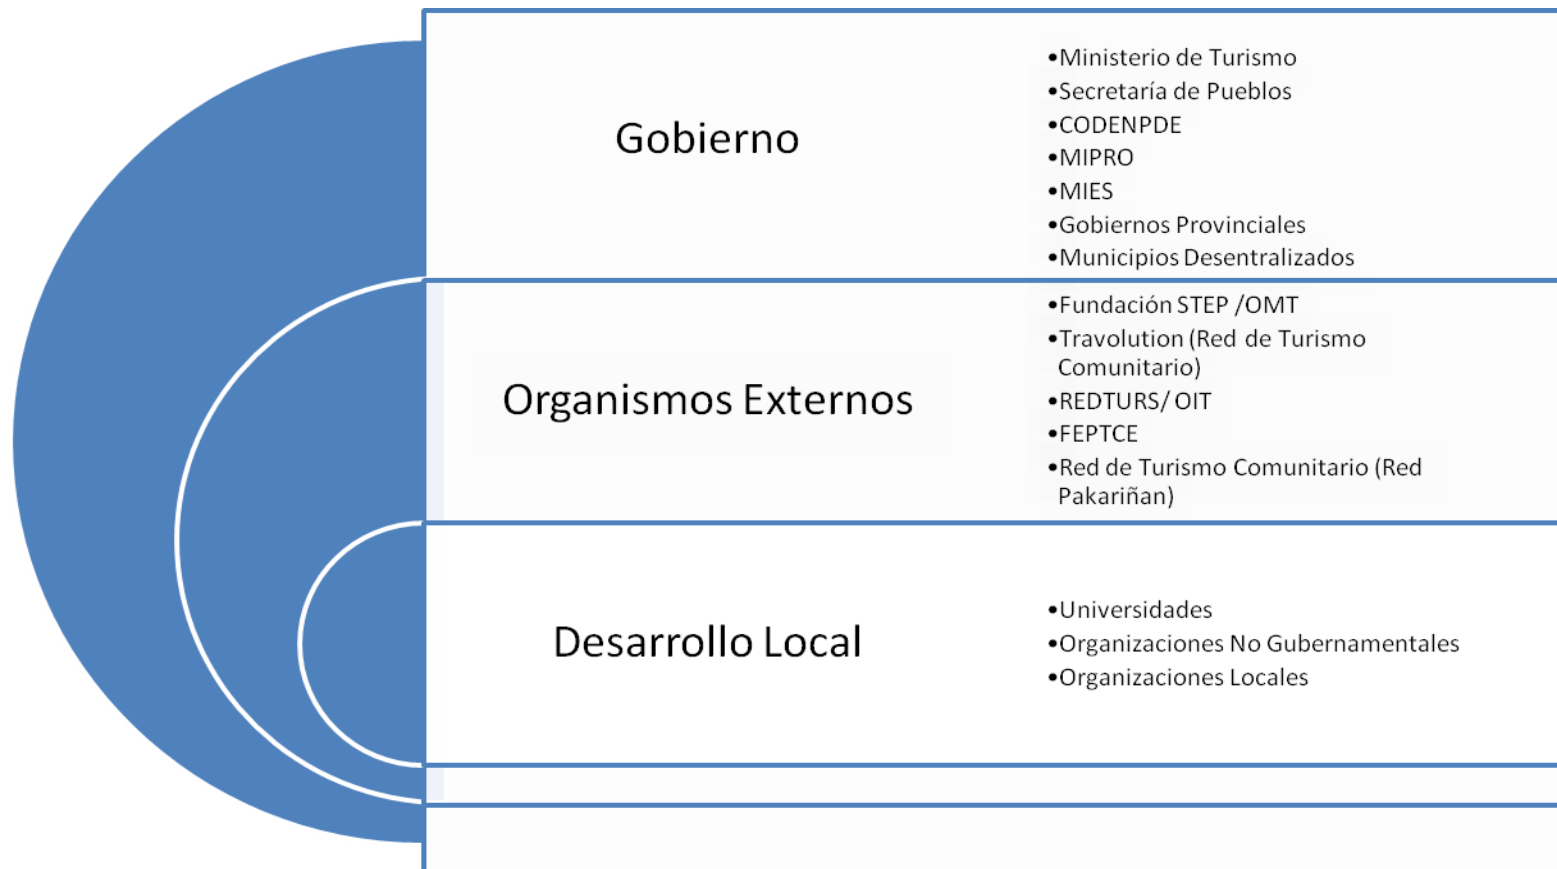 Gobierno
•Ministerio de Turismo
•Secretaría de Pueblos
•CODENPDE
•MIPRO
•MIES
•Gobiernos Provinciales
•Municipios Desentralizados
Organismos Externos
•Fundación STEP /OMT
•Travolution (Red de Turismo
Comunitario)
•REDTURS/ OIT
•FEPTCE
•Red de Turismo Comunitario (Red
Pakariñan)
Desarrollo Local
•Universidades
•Organizaciones No Gubernamentales
•Organizaciones Locales